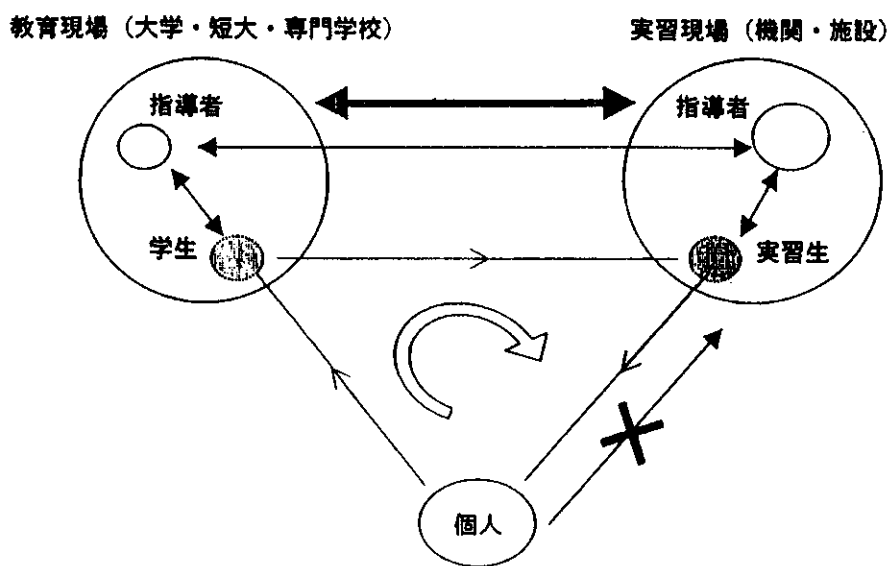 教育現場（大学・短大・専門学校）
実習現場（機関・施設）
指導者
指導者
学生
実習生
個人